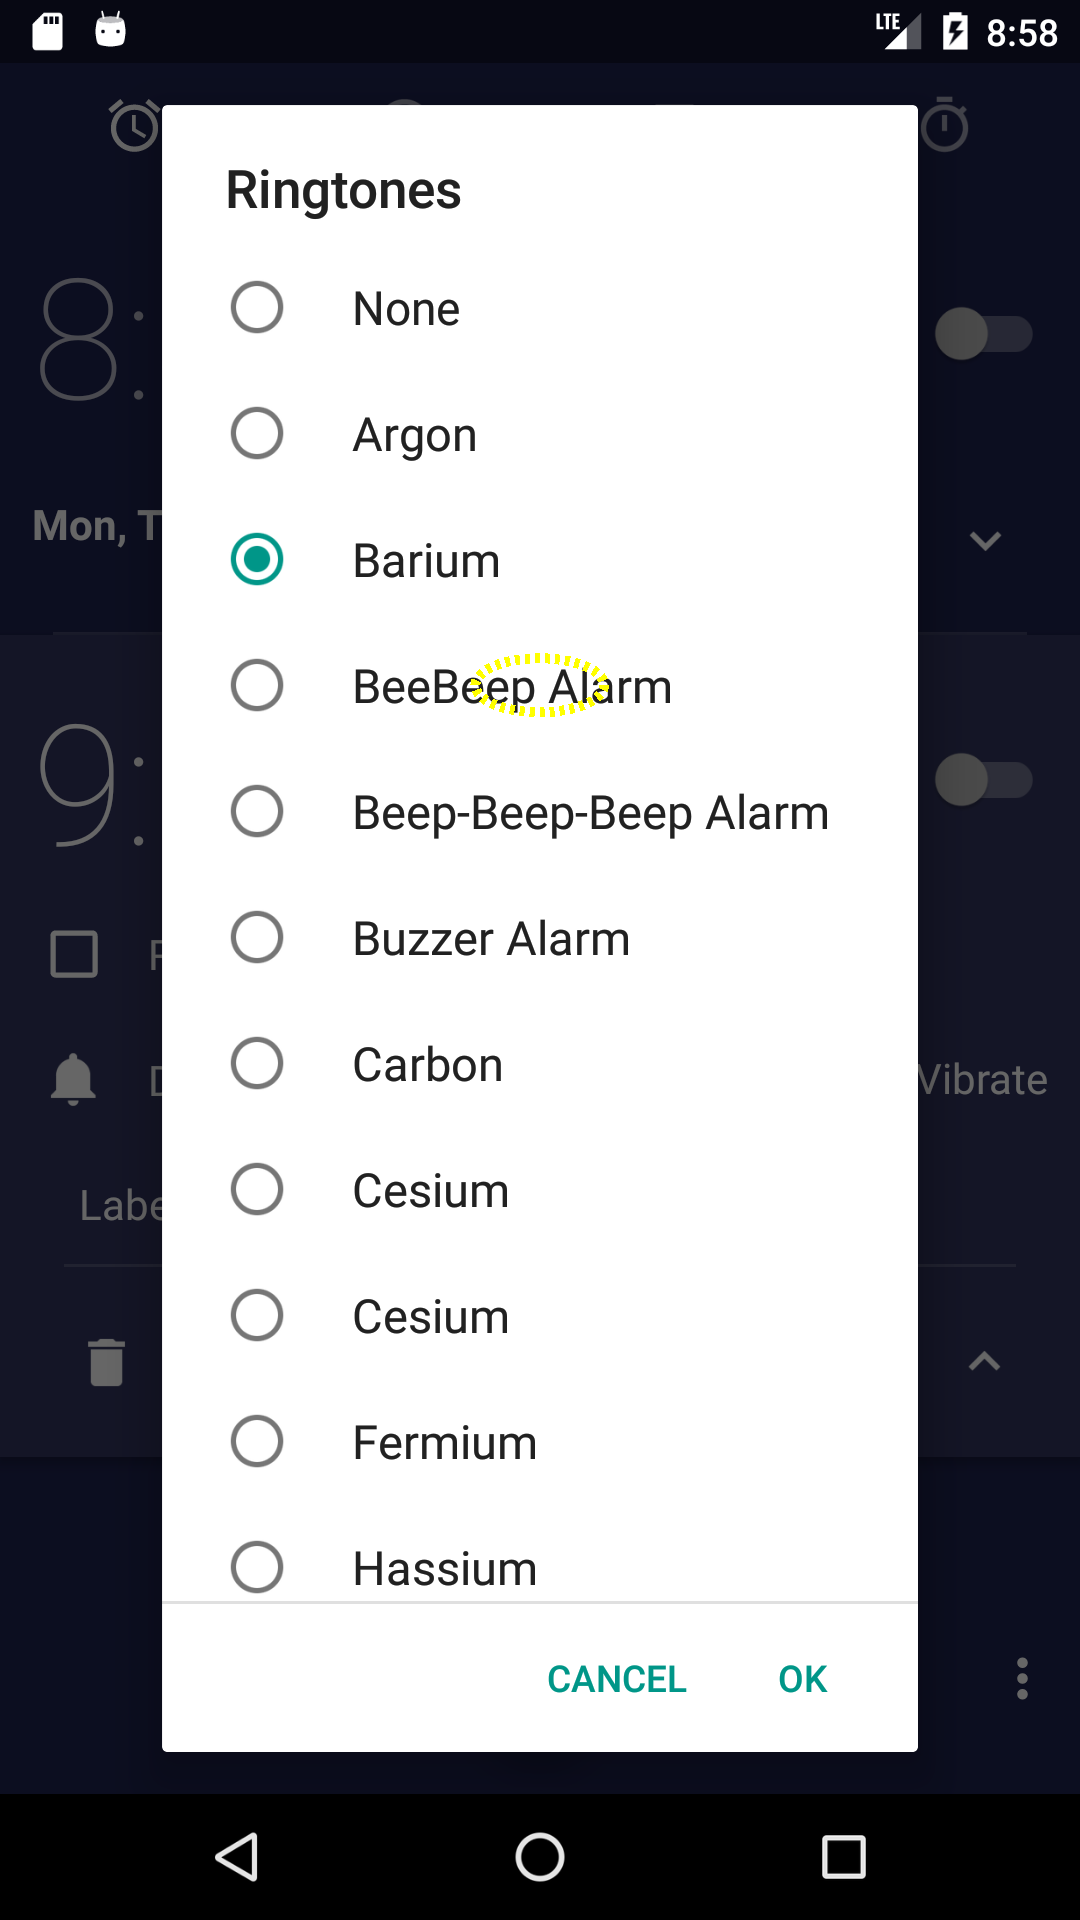 LTE 8:58
Ringtones
8:
None
Argon
Mon, T
Barium
BeeBeep Alarm
9:
Beep-Beep-Beep Alarm
Buzzer Alarm
F
Carbon
D
Vibrate
Labe
Cesium
Cesium
Fermium
Hassium
CANCEL OK